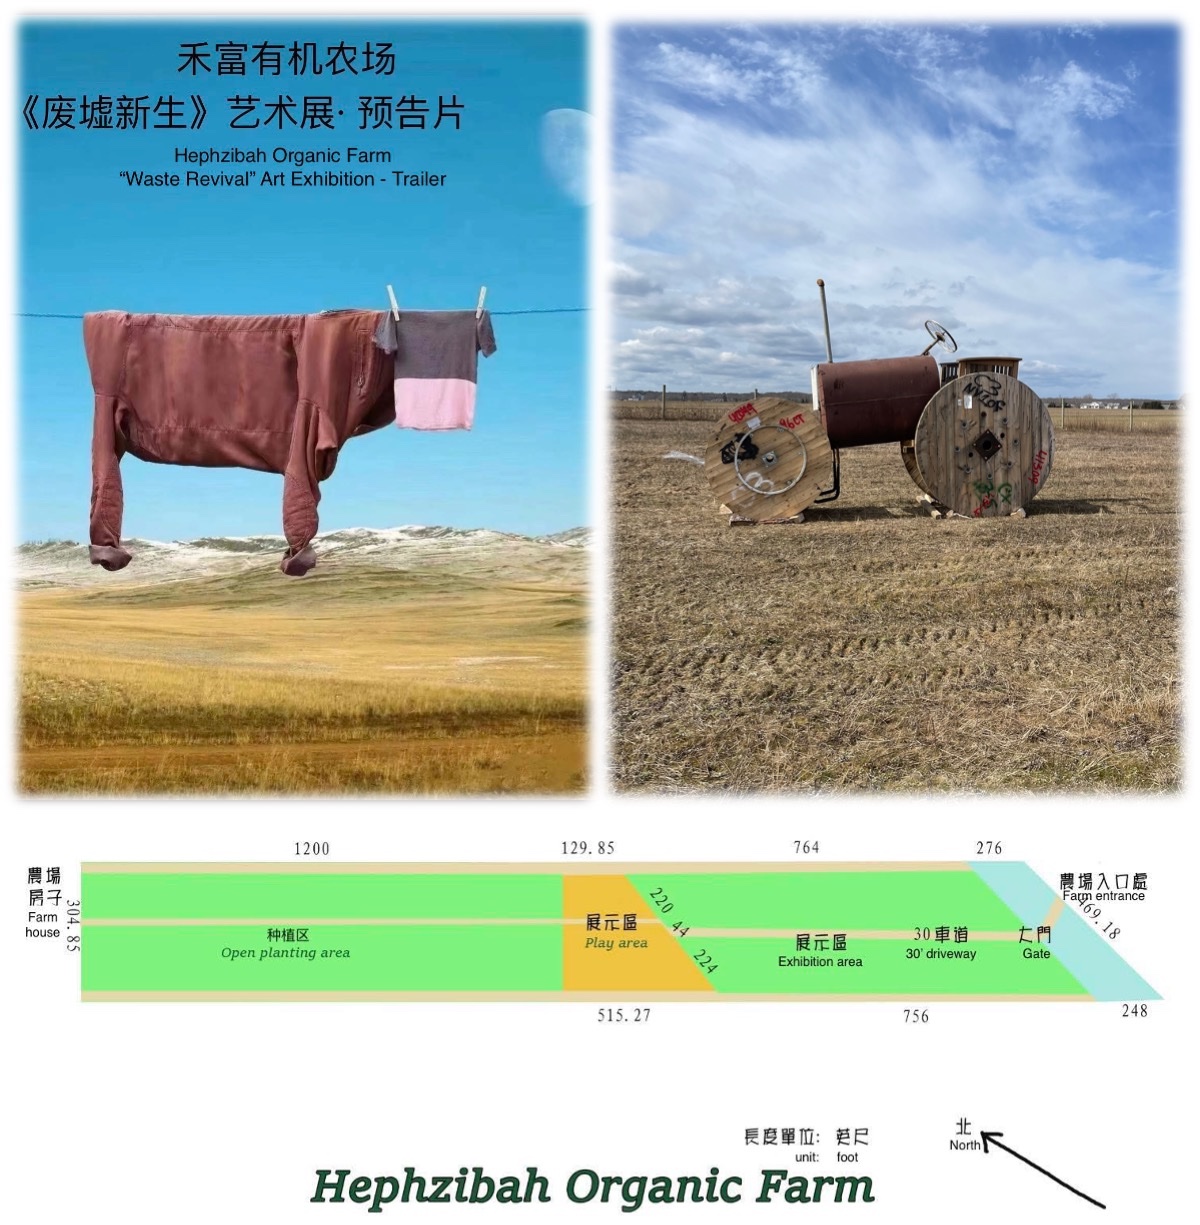 禾富有机农场
《废墟新生》艺术展· 预告片
Hephzibah Organic Farm
“Waste Revival” Art Exhibition - Trailer
96CT
1200
129.85
764
276
農場
房子
Farm
house
304.85
農場入口處
Farm entrance
469.18
220.44
224
种植区
Open planting area
展示區
Play area
展示區
Exhibition area
30車道
30' driveway
大門
Gate
515.27
756
248
長度單位: 英尺
unit: foot
北
North
Hephzibah Organic Farm